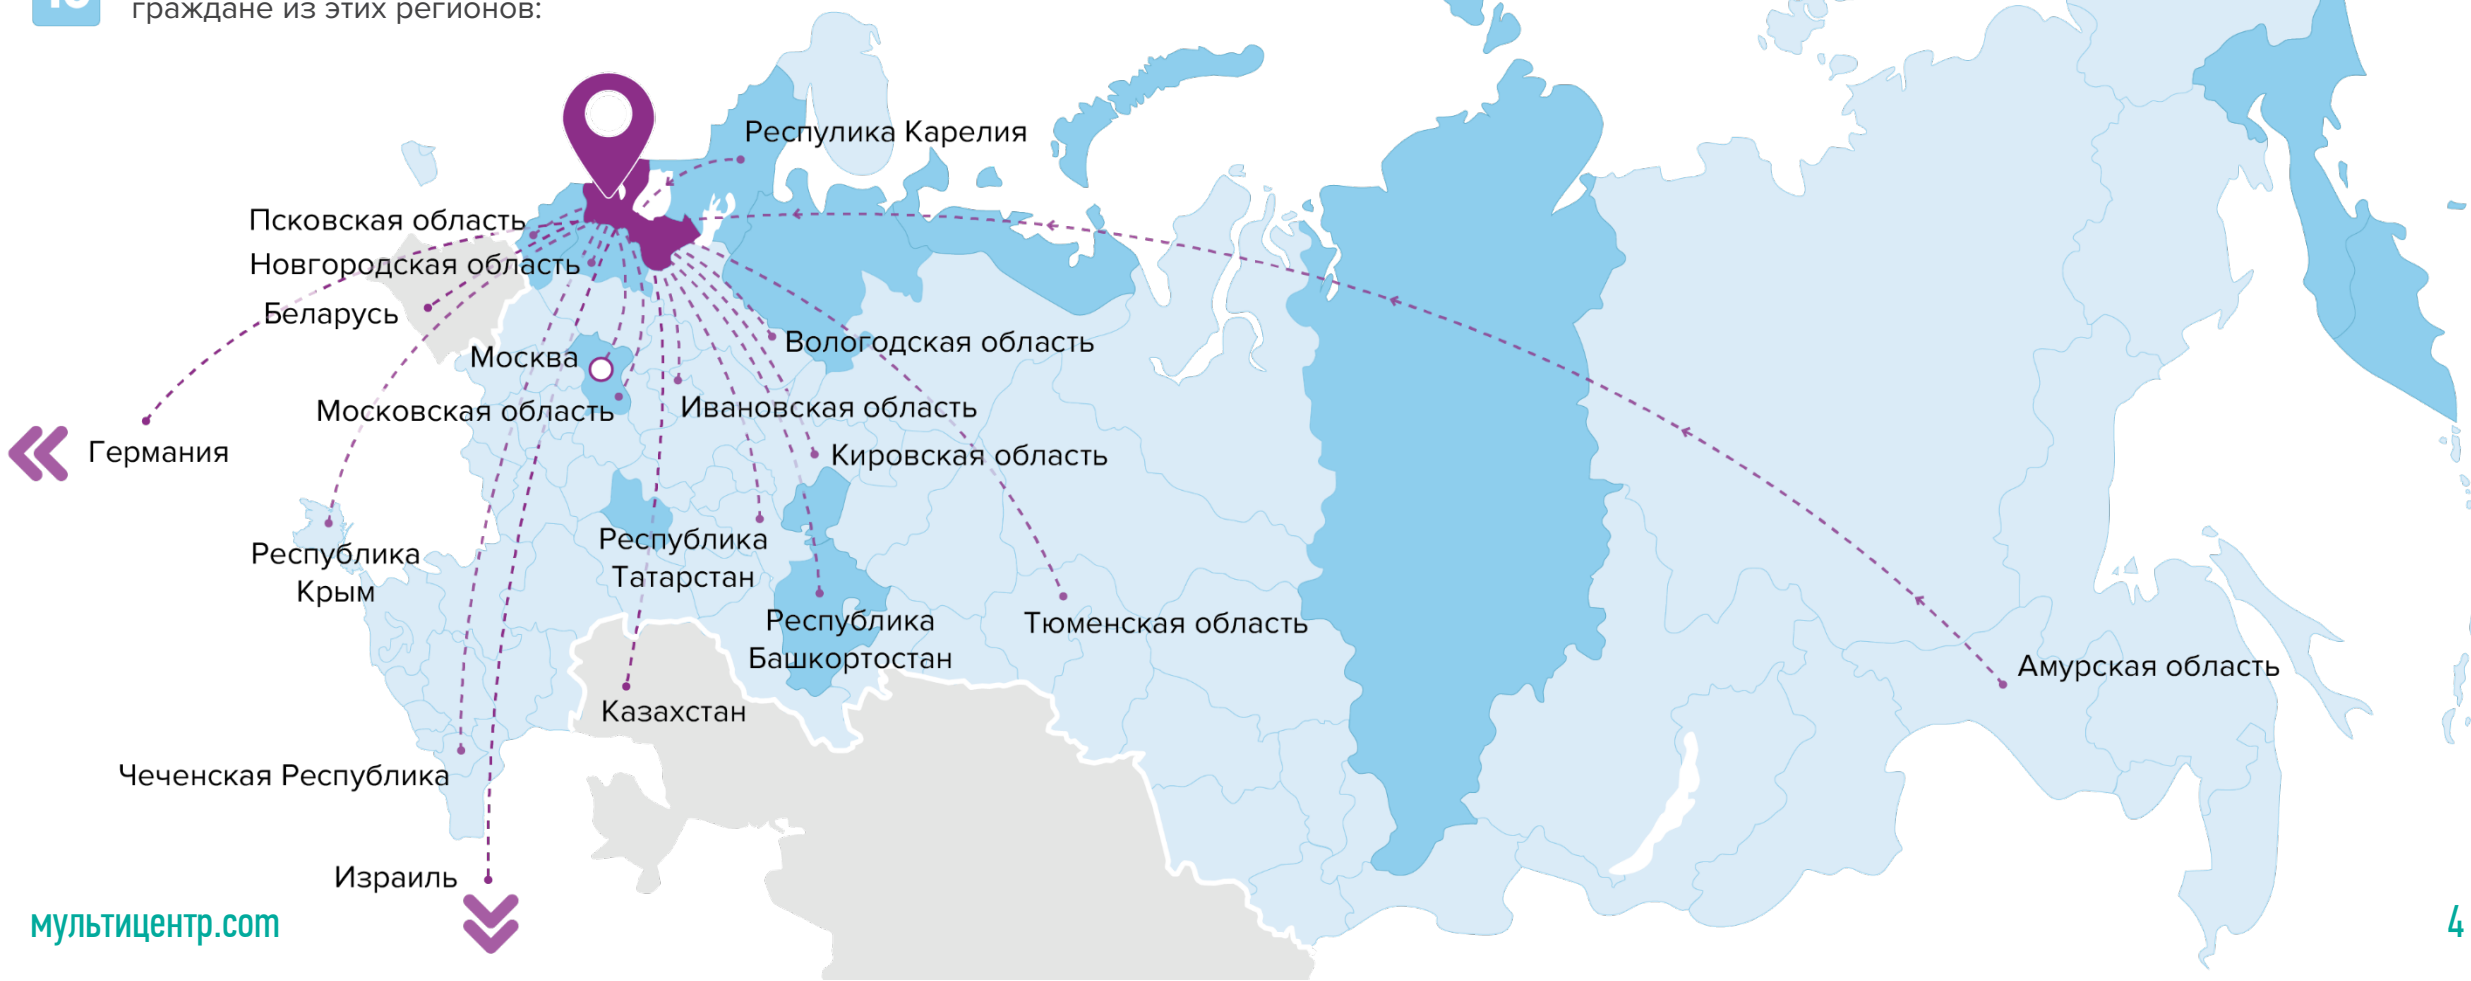 граждане из этих регионов:
Респулика Карелия
Псковская область
Новгородская область
Беларусь
Вологодская область
Москва
Московская область
Ивановская область
Германия
Кировская область
Республика
Крым
Республика
Татарстан
Республика
Башкортостан
Тюменская область
Амурская область
Казахстан
Чеченская Республика
Израиль
мультицентр.com
4